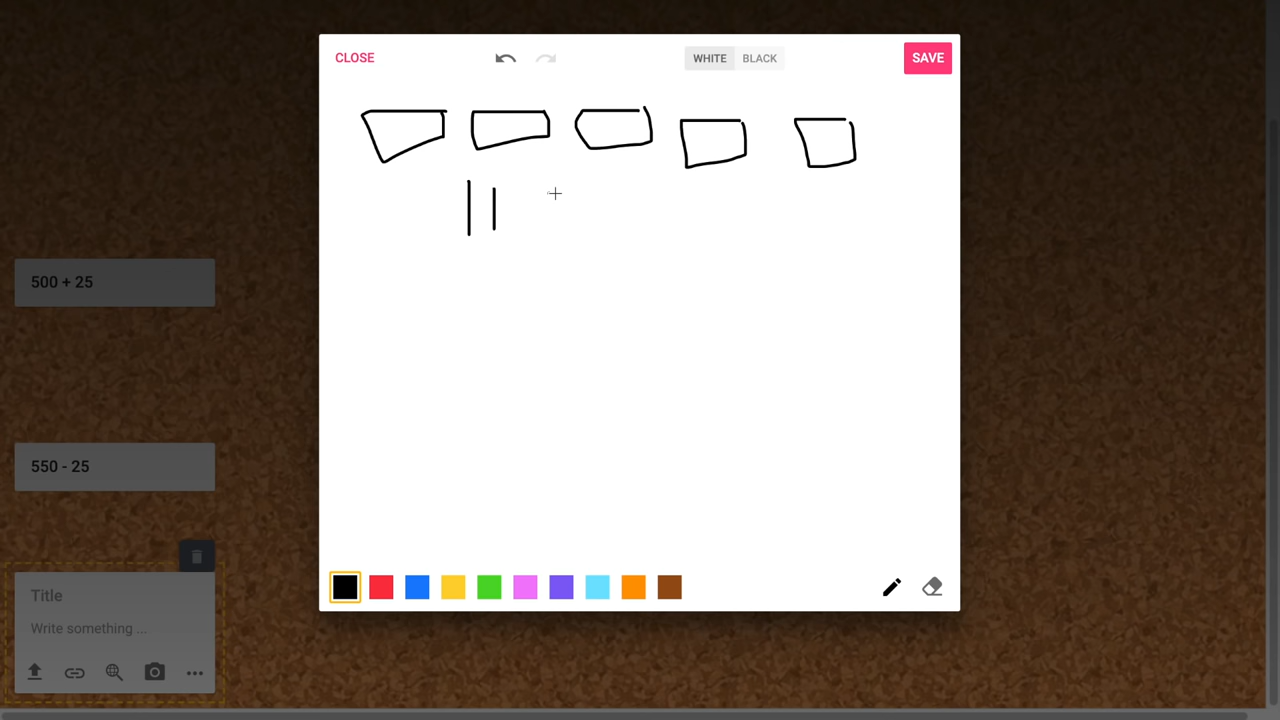 CLOSE
WHITE BLACK
SAVE
500 + 25
550 - 25
Title
Write something ...